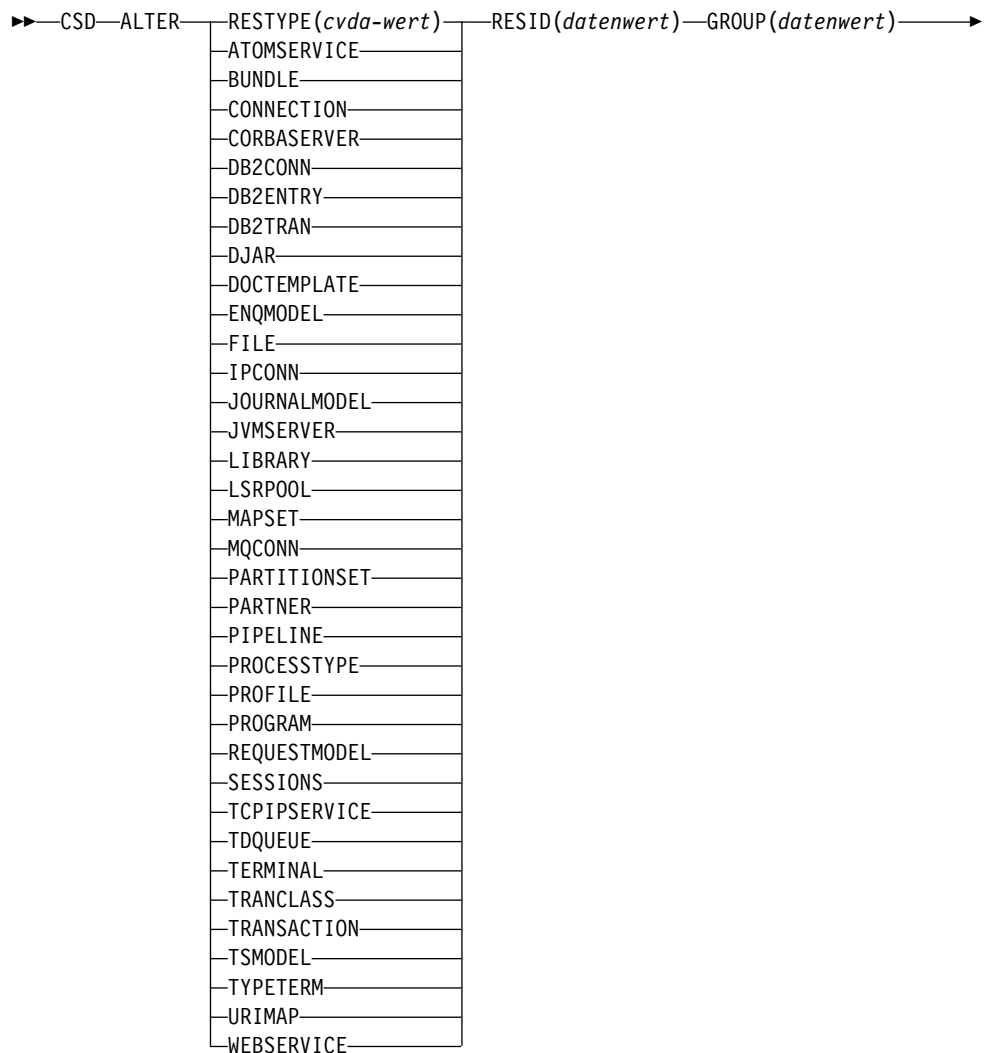 CSD ALTER RESTYPE(cvda-wert) RESID(datenwert) GROUP(datenwert)
ATOMSERVICE
BUNDLE
CONNECTION
CORBASERVER
DB2CONN
DB2ENTRY
DB2TRAN
DJAR
DOCTEMPLATE
ENQMODEL
FILE
IPCONN
JOURNALMODEL
JVMSERVER
LIBRARY
LSRPOOL
MAPSET
MQCONN
PARTITIONSET
PARTNER
PIPELINE
PROCESSTYPE
PROFILE
PROGRAM
REQUESTMODEL
SESSIONS
TCPIPSERVICE
TDQUEUE
TERMINAL
TRANCLASS
TRANSACTION
TSMODEL
TYPETERM
URIMAP
WEBSERVICE